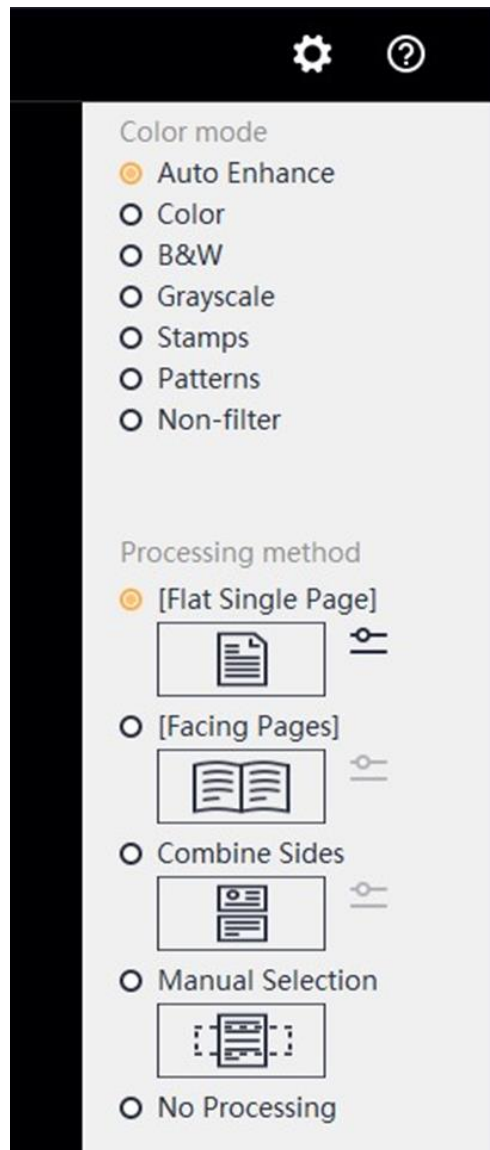 Color mode
Auto Enhance
Color
B&W
Grayscale
Stamps
Patterns
Non-filter
Processing method
[Flat Single Page]
[Facing Pages]
Combine Sides
Manual Selection
No Processing